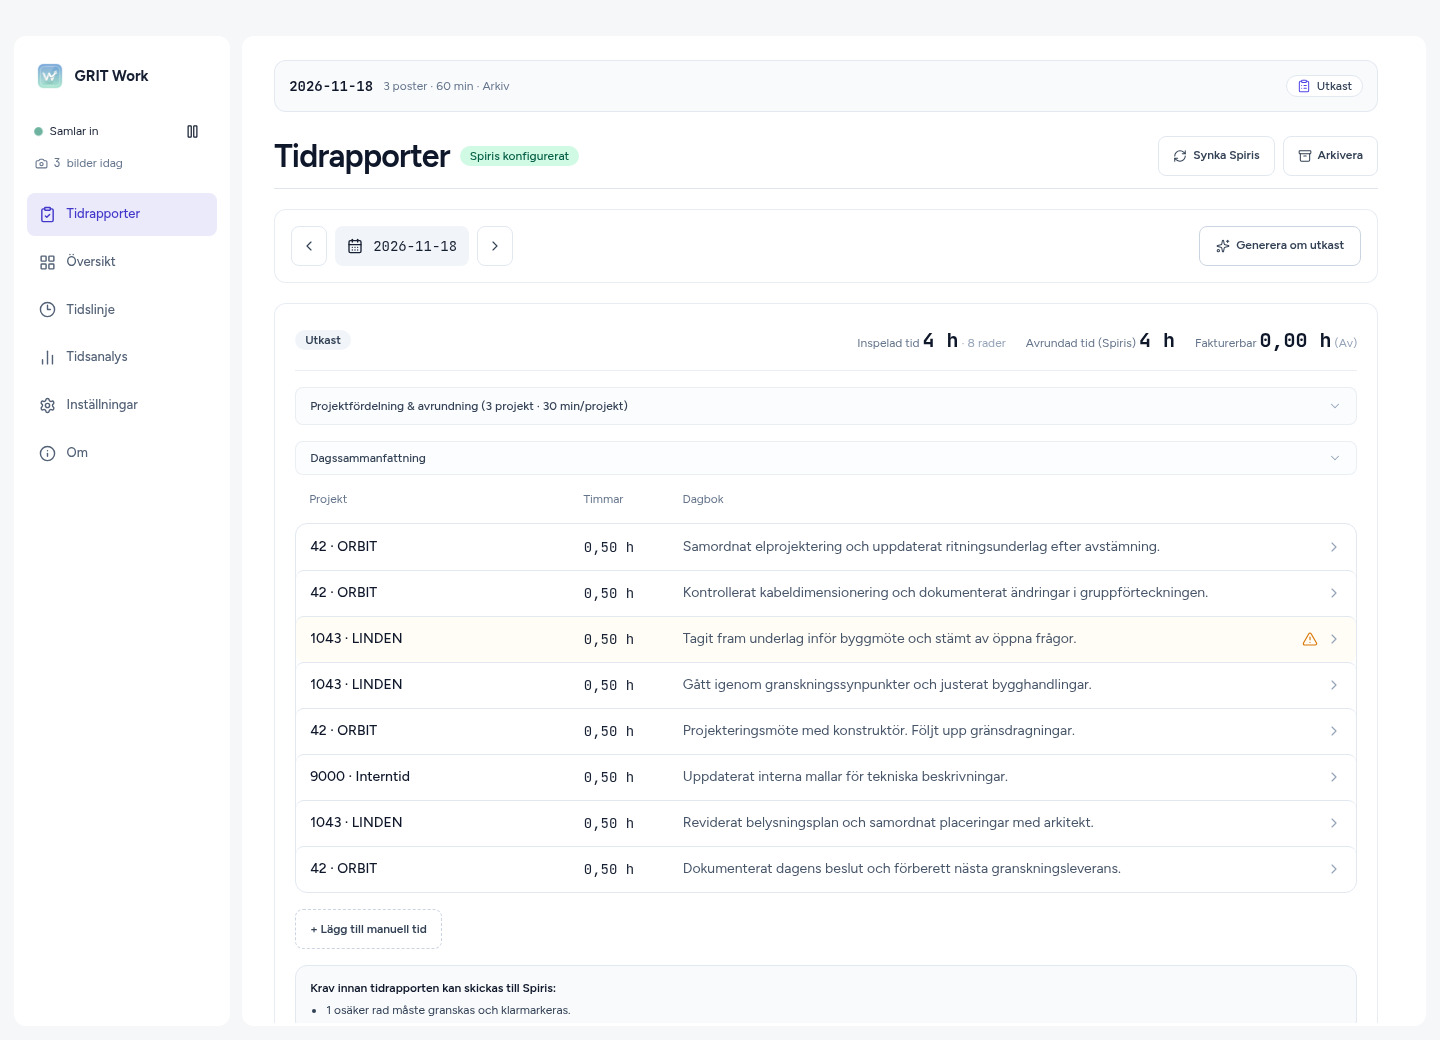 GRIT Work
Samlar in
3 bilder idag
Tidrapporter
Översikt
Tidslinje
Tidsanalys
Inställningar
Om
2026-11-18 3 poster · 60 min · Arkiv
Utkast
Tidrapporter
Spiris konfigurerat
Synka Spiris
Arkivera
2026-11-18
Generera om utkast
Utkast
Inspelad tid 4 h · 8 rader
Avrundad tid (Spiris) 4 h
Fakturerbar 0,00 h (Av)
Projektfördelning & avrundning (3 projekt · 30 min/projekt)
Dagssammanfattning
Projekt Timmar Dagbok
42 · ORBIT 0,50 h Samordnat elprojektering och uppdaterat ritningsunderlag efter avstämning.
42 · ORBIT 0,50 h Kontrollerat kabeldimensionering och dokumenterat ändringar i gruppförteckningen.
1043 · LINDEN 0,50 h Tagit fram underlag inför byggmöte och stämt av öppna frågor.
1043 · LINDEN 0,50 h Gått igenom granskningssynpunkter och justerat bygghandlingar.
42 · ORBIT 0,50 h Projekteringsmöte med konstruktör. Följt upp gränsdragningar.
9000 · Interntid 0,50 h Uppdaterat interna mallar för tekniska beskrivningar.
1043 · LINDEN 0,50 h Reviderat belysningsplan och samordnat placeringar med arkitekt.
42 · ORBIT 0,50 h Dokumenterat dagens beslut och förberett nästa granskningsleverans.
+ Lägg till manuell tid
Krav innan tidrapporten kan skickas till Spiris:
• 1 osäker rad måste granskas och klarmarkeras.